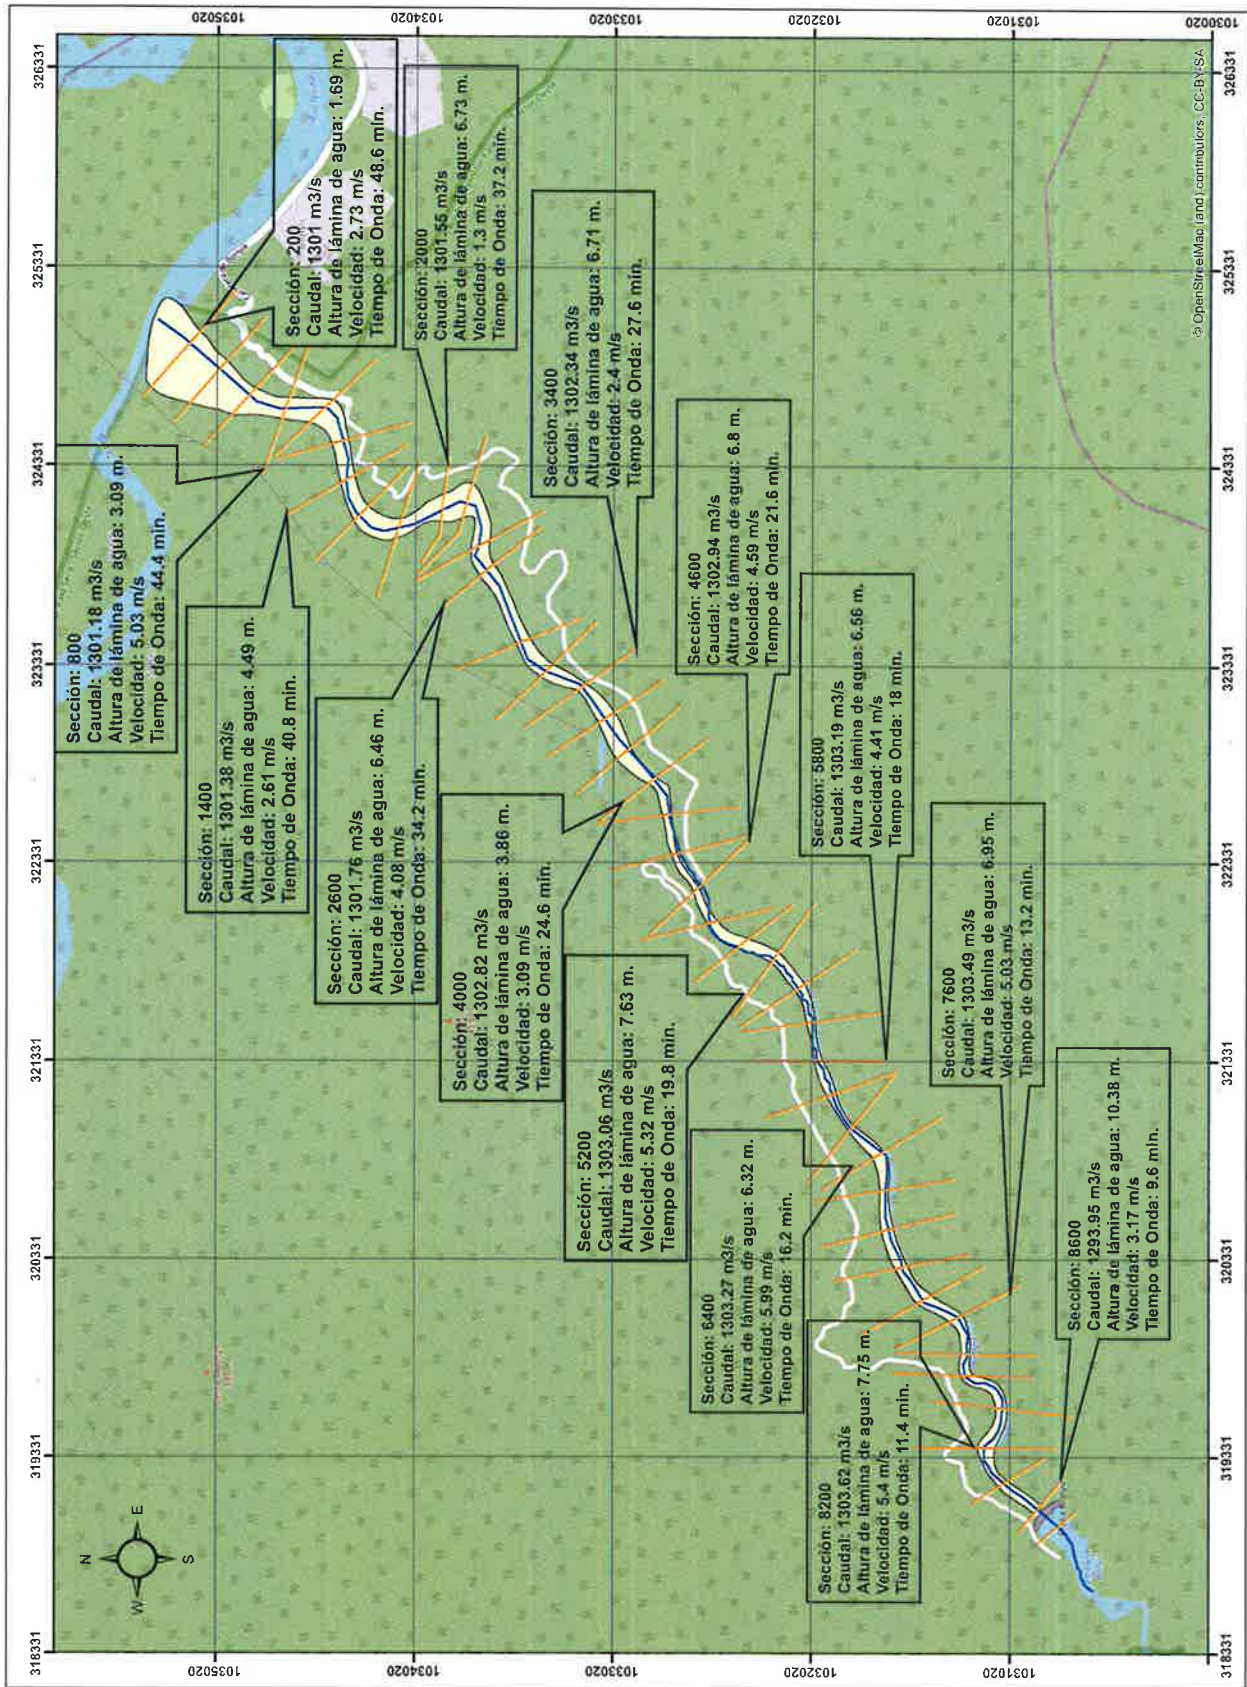 318331
319331
320331
321331
322331
323331
324331
325331
326331
1035020
1034020
1033020
1032020
1031020
1030020
N
W
E
S
Sección: 800
Caudal: 1301.18 m3/s
Altura de lámina de agua: 3.09 m.
Velocidad: 5.03 m/s
Tiempo de Onda: 44.4 min.
Sección: 200
Caudal: 1301 m3/s
Altura de lámina de agua: 1.69 m.
Velocidad: 2.73 m/s
Tiempo de Onda: 48.6 min.
Sección: 1400
Caudal: 1301.38 m3/s
Altura de lámina de agua: 4.49 m.
Velocidad: 2.61 m/s
Tiempo de Onda: 40.8 min.
Sección: 2000
Caudal: 1301.55 m3/s
Altura de lámina de agua: 6.73 m.
Velocidad: 1.3 m/s
Tiempo de Onda: 37.2 min.
Sección: 2600
Caudal: 1301.76 m3/s
Altura de lámina de agua: 6.46 m.
Velocidad: 4.08 m/s
Tiempo de Onda: 34.2 min.
Sección: 3400
Caudal: 1302.34 m3/s
Altura de lámina de agua: 6.71 m.
Velocidad: 2.4 m/s
Tiempo de Onda: 27.6 min.
Sección: 4000
Caudal: 1302.82 m3/s
Altura de lámina de agua: 3.86 m.
Velocidad: 3.09 m/s
Tiempo de Onda: 24.6 min.
Sección: 4600
Caudal: 1302.94 m3/s
Altura de lámina de agua: 6.8 m.
Velocidad: 4.59 m/s
Tiempo de Onda: 21.6 min.
Sección: 5200
Caudal: 1303.06 m3/s
Altura de lámina de agua: 7.63 m.
Velocidad: 5.32 m/s
Tiempo de Onda: 19.8 min.
Sección: 5800
Caudal: 1303.19 m3/s
Altura de lámina de agua: 6.56 m.
Velocidad: 4.41 m/s
Tiempo de Onda: 18 min.
Sección: 6400
Caudal: 1303.27 m3/s
Altura de lámina de agua: 6.32 m.
Velocidad: 5.99 m/s
Tiempo de Onda: 16.2 min.
Sección: 7600
Caudal: 1303.49 m3/s
Altura de lámina de agua: 6.95 m.
Velocidad: 5.03 m/s
Tiempo de Onda: 13.2 min.
Sección: 8200
Caudal: 1303.62 m3/s
Altura de lámina de agua: 7.75 m.
Velocidad: 5.4 m/s
Tiempo de Onda: 11.4 min.
Sección: 8600
Caudal: 1293.95 m3/s
Altura de lámina de agua: 10.38 m.
Velocidad: 3.17 m/s
Tiempo de Onda: 9.6 min.
© OpenStreetMap (and) contributors, CC-BY-SA
1035020
1034020
1033020
1032020
1031020
1030020
318331
319331
320331
321331
322331
323331
324331
325331
326331